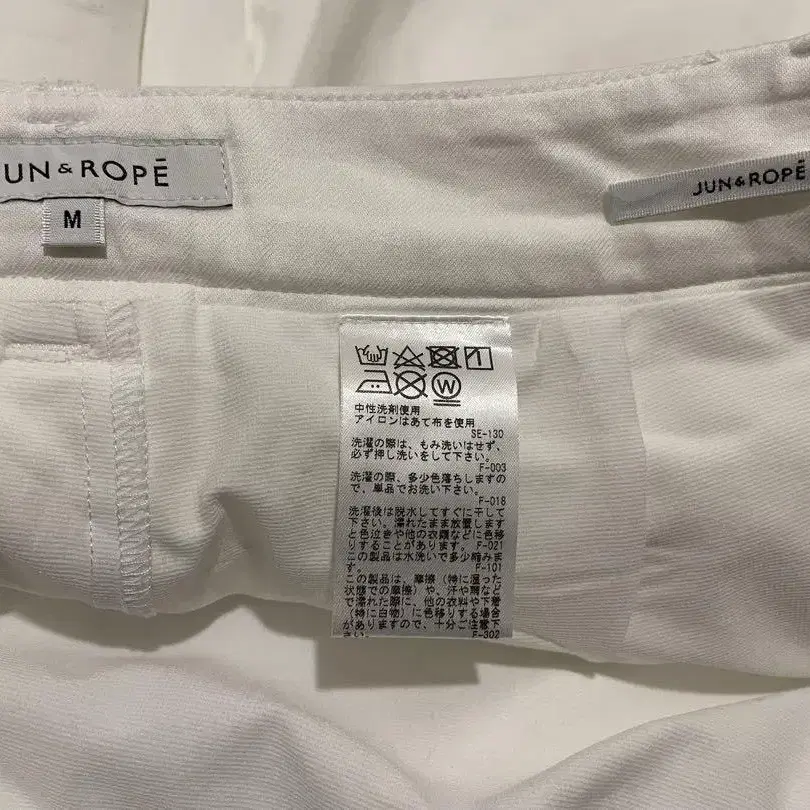 JUN & ROPÉ
M
JUN & ROPÉ
W
中性洗剤使用
アイロンはあて布を使用
SE-130
洗濯の際は、もみ洗いはせず、
必ず押し洗いをして下さい。
F-003
洗濯の際、多少色落ちしますの
で、単品でお洗い下さい。
F-018
洗濯後は脱水してすぐに干して
下さい。濡れたまま放置します
と色泣きや他の衣類などに色移
りすることがあります。 F-021
この製品は水洗いで多少縮みま
す。 F-101
この製品は、摩擦（特に湿った
状態での摩擦）や、汗や雨など
で濡れた際に、他の衣料や下着
（特に白物）に色移りする場合
がありますので、十分ご注意下
さい。 F-302